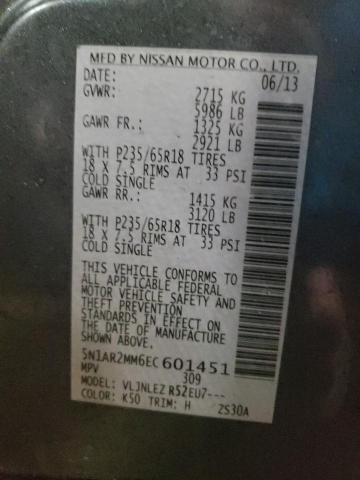 MFD BY NISSAN MOTOR CO., LTD.
DATE: 06/13
GVWR: 2715 KG
5986 LB
GAWR FR.: 1325 KG
2921 LB
WITH P235/65R18 TIRES
18 X 7.5 RIMS AT 33 PSI
COLD SINGLE
GAWR RR.: 1415 KG
3120 LB
WITH P235/65R18 TIRES
18 X 7.5 RIMS AT 33 PSI
COLD SINGLE
THIS VEHICLE CONFORMS TO
ALL APPLICABLE FEDERAL
MOTOR VEHICLE SAFETY AND
THEFT PREVENTION
STANDARDS IN EFFECT ON
THE DATE OF MANUFACTURE
SHOWN ABOVE.
5N1AR2MM6EC601451
MPV 309
MODEL: VLJNLEZ R52EU7---
COLOR: K50 TRIM: H 2S30A